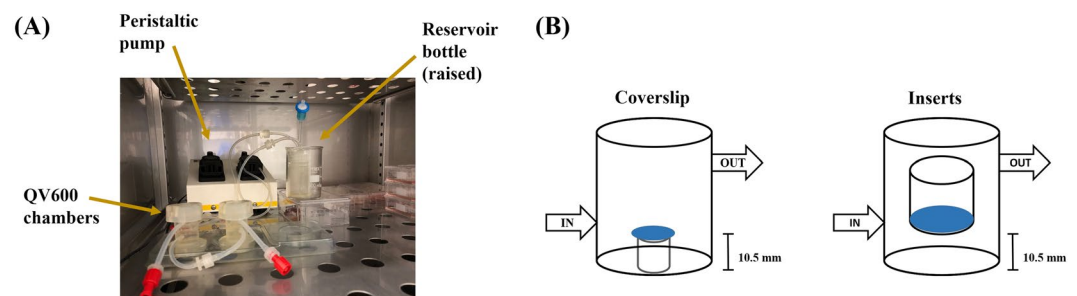 (A)
Peristaltic
pump
Reservoir
bottle
(raised)
QV600
chambers
(B)
Coverslip
Inserts
OUT
OUT
IN
IN
10.5 mm
10.5 mm